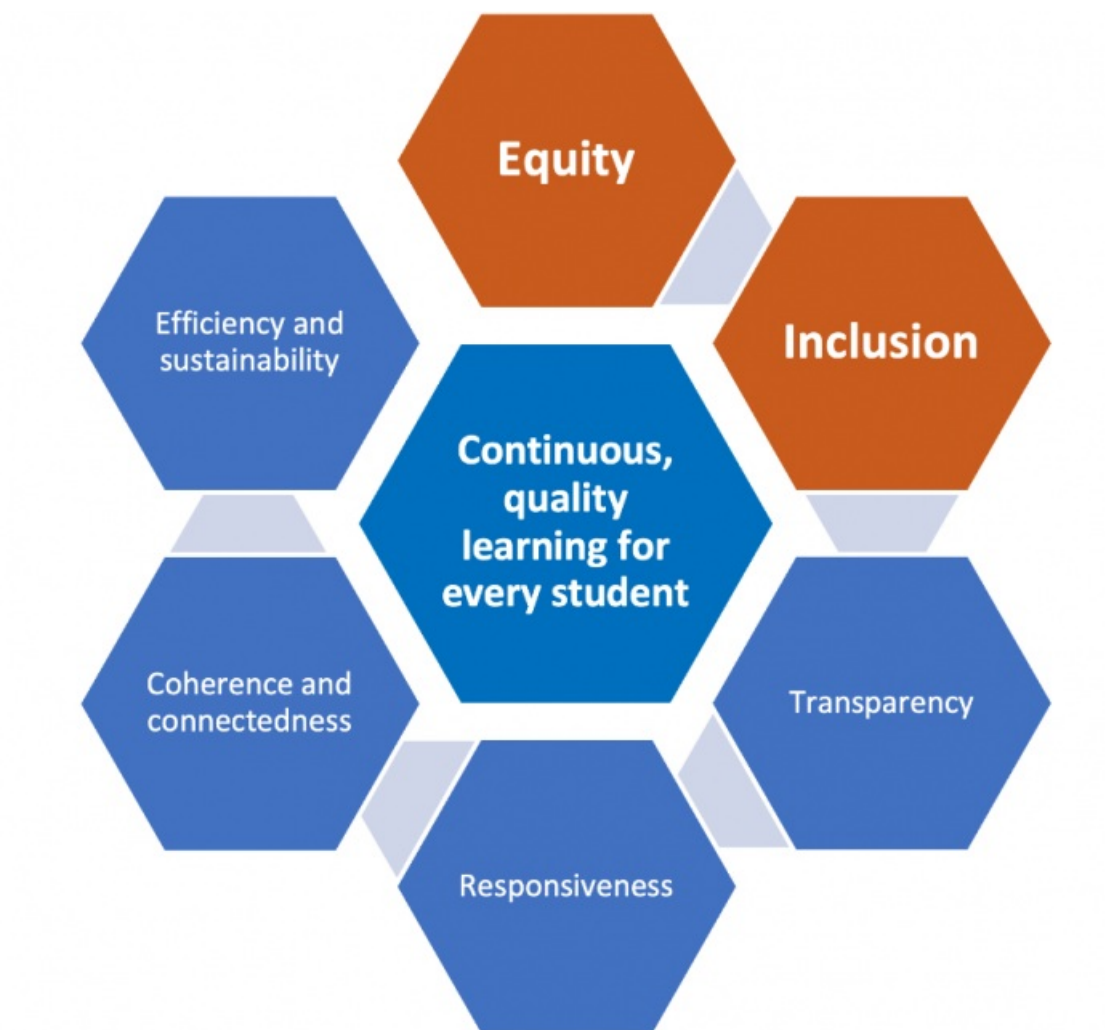 Equity
Inclusion
Transparency
Responsiveness
Coherence and
connectedness
Efficiency and
sustainability
Continuous,
quality
learning for
every student